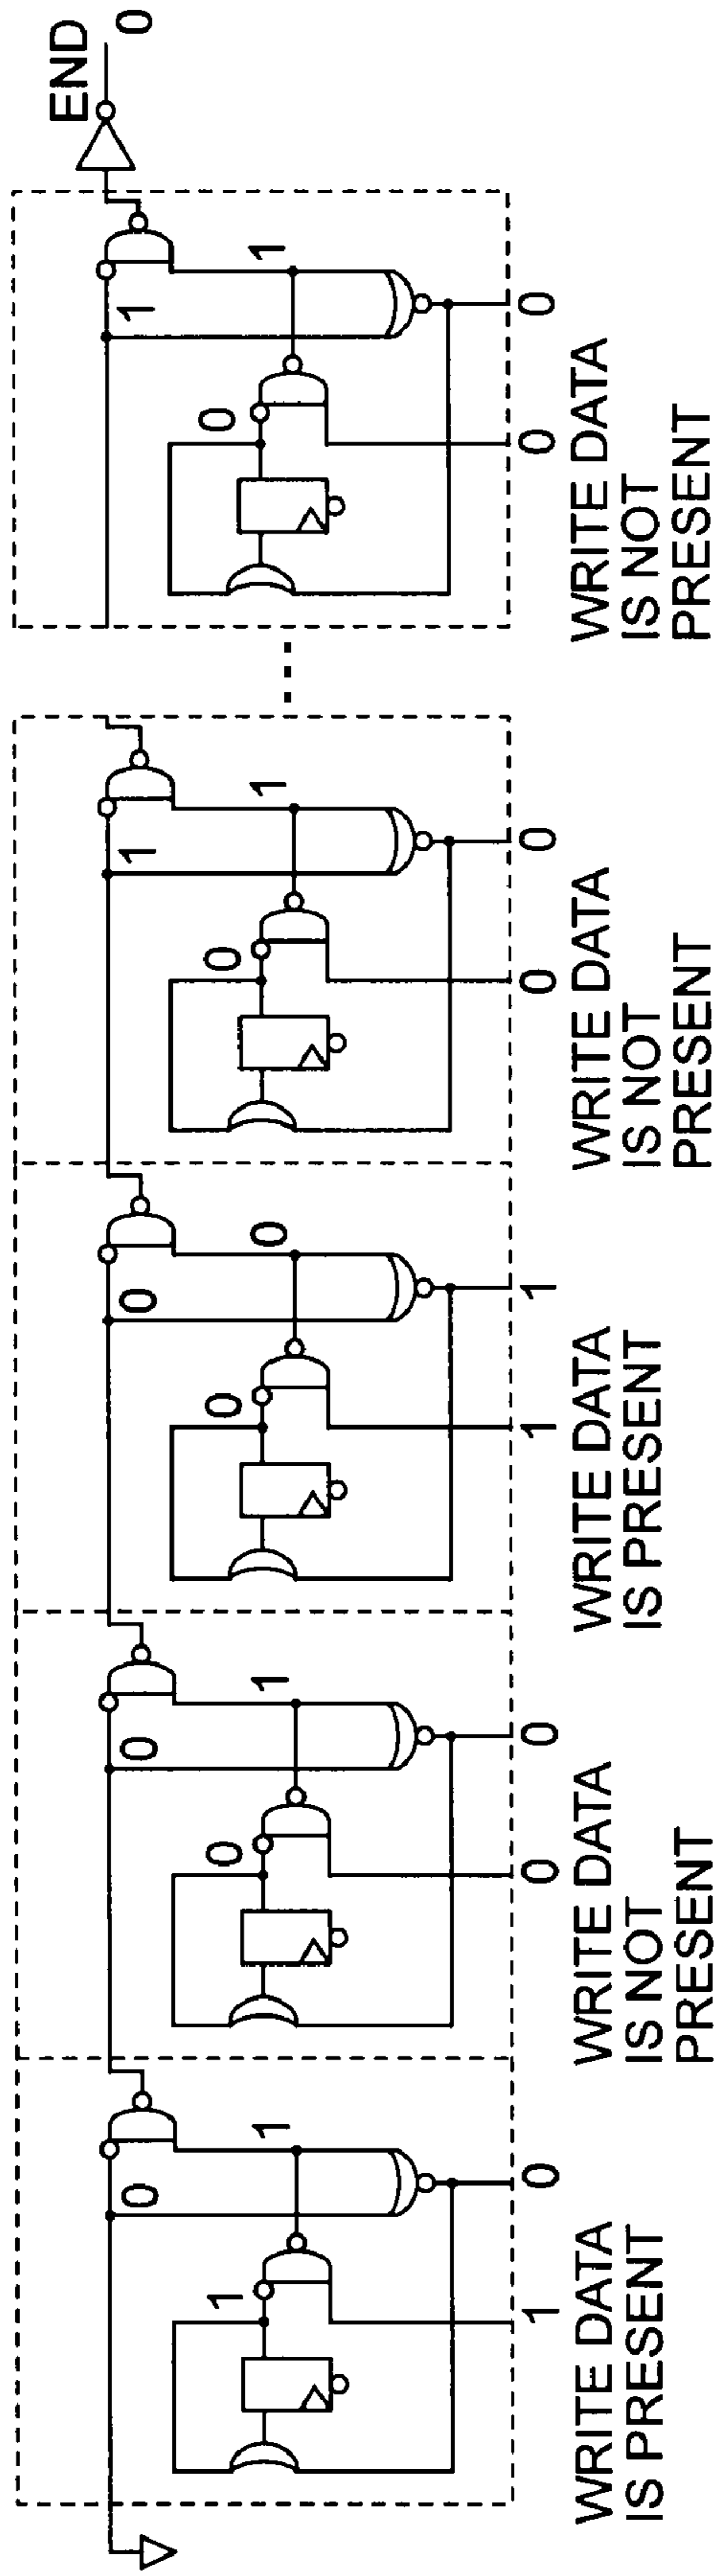 END
0 0 0 1 1 0
1 0 0 0 0
1 1 0 1 1
1 0 0 0 1 1 0 0 0 0
WRITE DATA
IS PRESENT
WRITE DATA
IS NOT
PRESENT
WRITE DATA
IS PRESENT
WRITE DATA
IS NOT
PRESENT
WRITE DATA
IS NOT
PRESENT